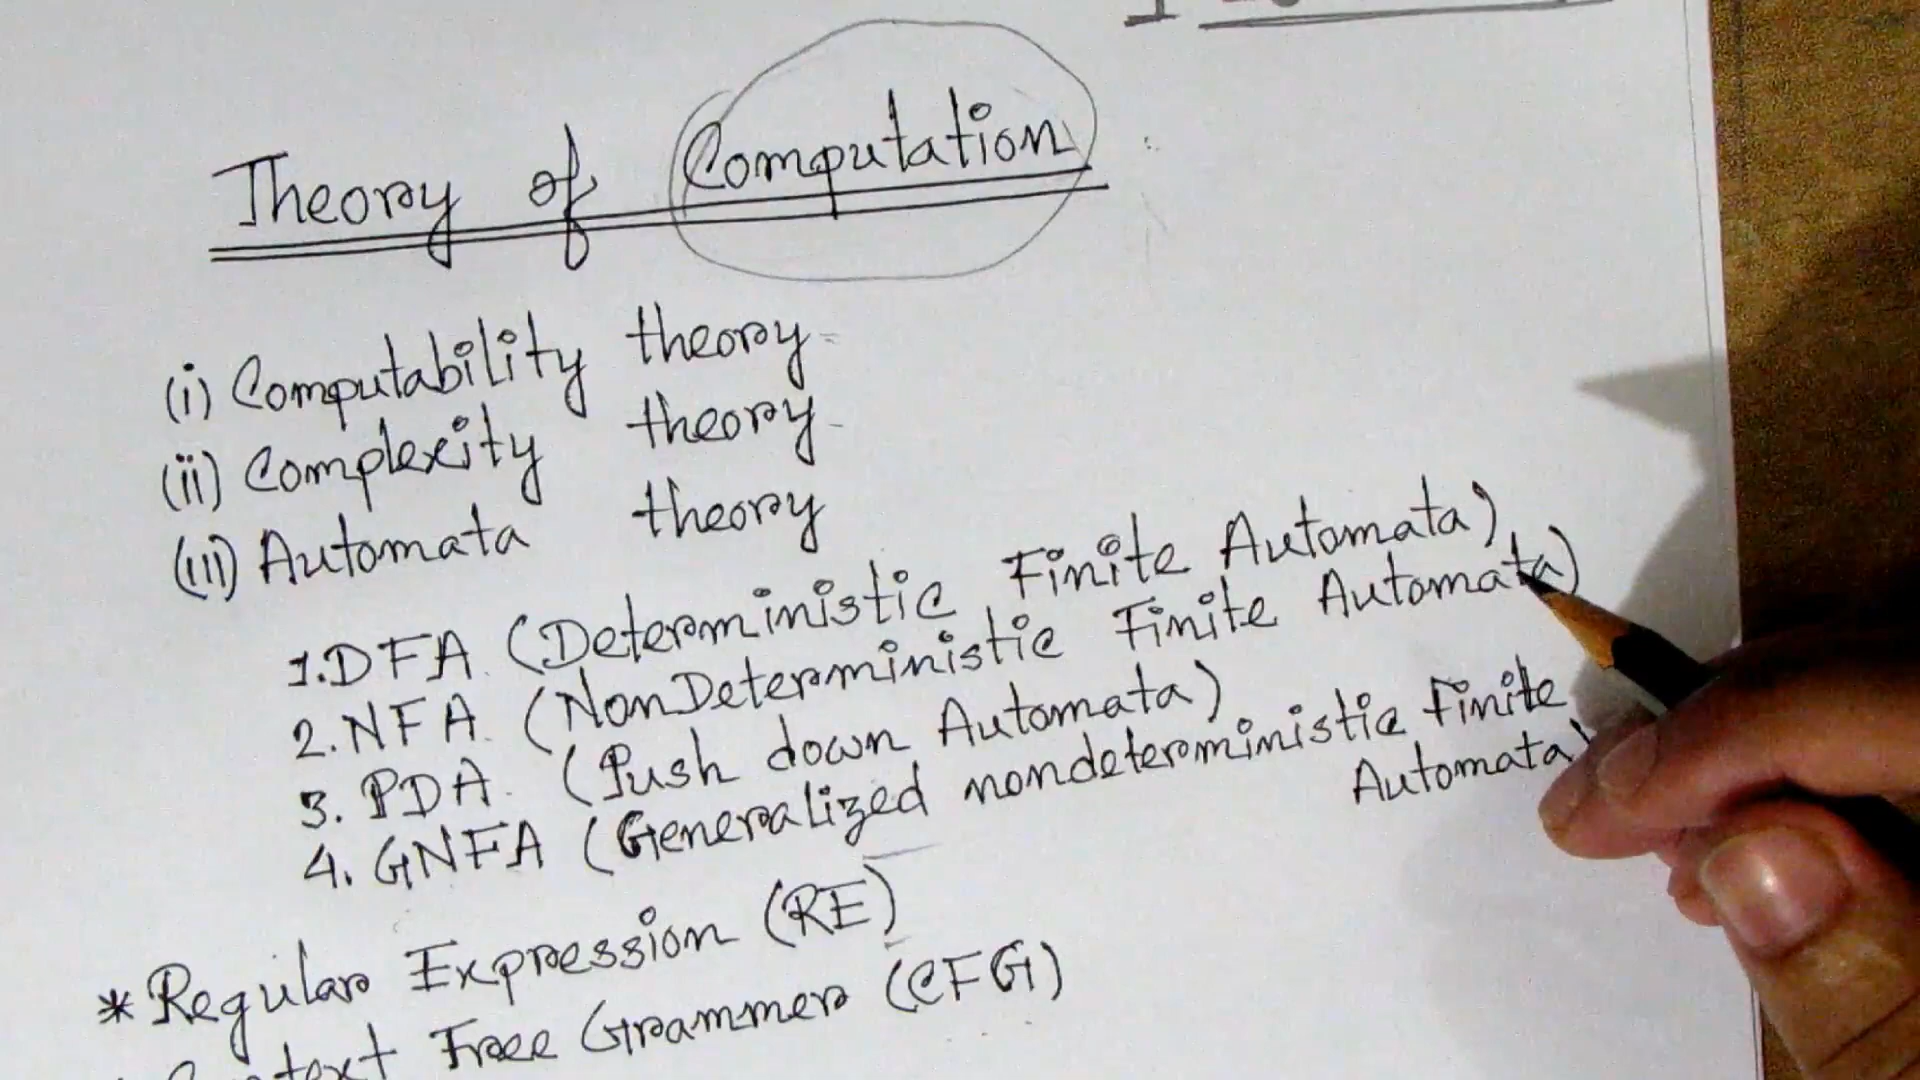 Theory of Computation
(i) Computability theory
(ii) Complexity theory
(iii) Automata theory
1. DFA (Deterministic Finite Automata)
2. NFA (NonDeterministic Finite Automata)
3. PDA (Push down Automata)
4. GNFA (Generalized nondeterministic finite
Automata)
* Regular Expression (RE)
Context Free Grammer (CFG)